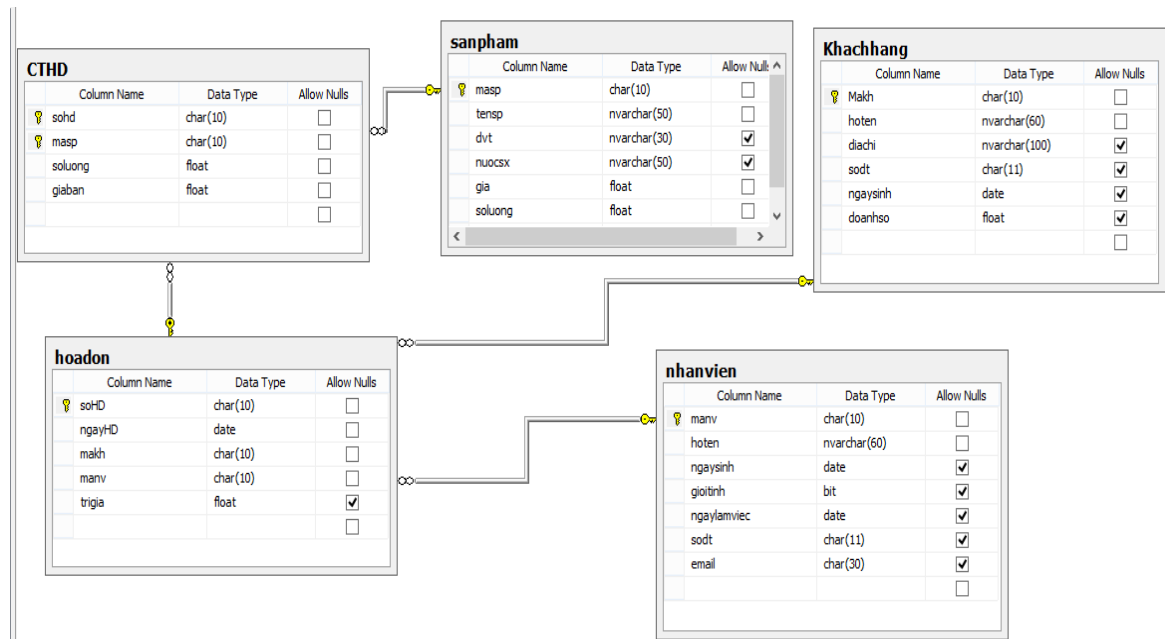 CTHD
Column Name Data Type Allow Nulls
sohd char(10)
masp char(10)
soluong float
giaban float
sanpham
Column Name Data Type Allow Null
masp char(10)
tensp nvarchar(50)
dvt nvarchar(30)
nuocsx nvarchar(50)
gia float
soluong float
Khachhang
Column Name Data Type Allow Nulls
Makh char(10)
hoten nvarchar(60)
diachi nvarchar(100)
sodt char(11)
ngaysinh date
doanhso float
hoadon
Column Name Data Type Allow Nulls
soHD char(10)
ngayHD date
makh char(10)
manv char(10)
trigia float
nhanvien
Column Name Data Type Allow Nulls
manv char(10)
hoten nvarchar(60)
ngaysinh date
gioitinh bit
ngaylamviec date
sodt char(11)
email char(30)